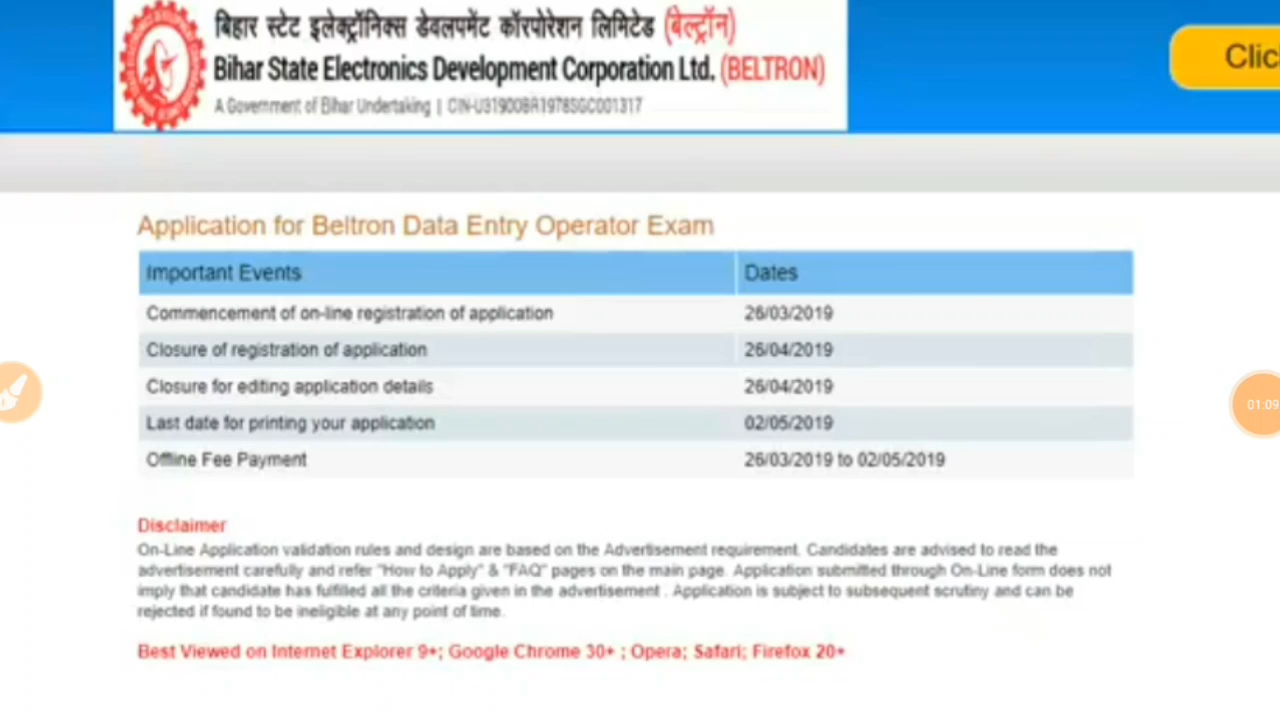 बिहार स्टेट इलेक्ट्रॉनिक्स डेवलपमेंट कॉरपोरेशन लिमिटेड (बेल्ट्रॉन)
Bihar State Electronics Development Corporation Ltd. (BELTRON)
A Government of Bihar Undertaking | CIN-U31900BR1978SGC001317
Clic
Application for Beltron Data Entry Operator Exam
Important Events Dates
Commencement of on-line registration of application 26/03/2019
Closure of registration of application 26/04/2019
Closure for editing application details 26/04/2019
Last date for printing your application 02/05/2019
Offline Fee Payment 26/03/2019 to 02/05/2019
01:09
Disclaimer
On-Line Application validation rules and design are based on the Advertisement requirement. Candidates are advised to read the
advertisement carefully and refer "How to Apply" & "FAQ" pages on the main page. Application submitted through On-Line form does not
imply that candidate has fulfilled all the criteria given in the advertisement . Application is subject to subsequent scrutiny and can be
rejected if found to be ineligible at any point of time.
Best Viewed on Internet Explorer 9+; Google Chrome 30+ ; Opera; Safari; Firefox 20+